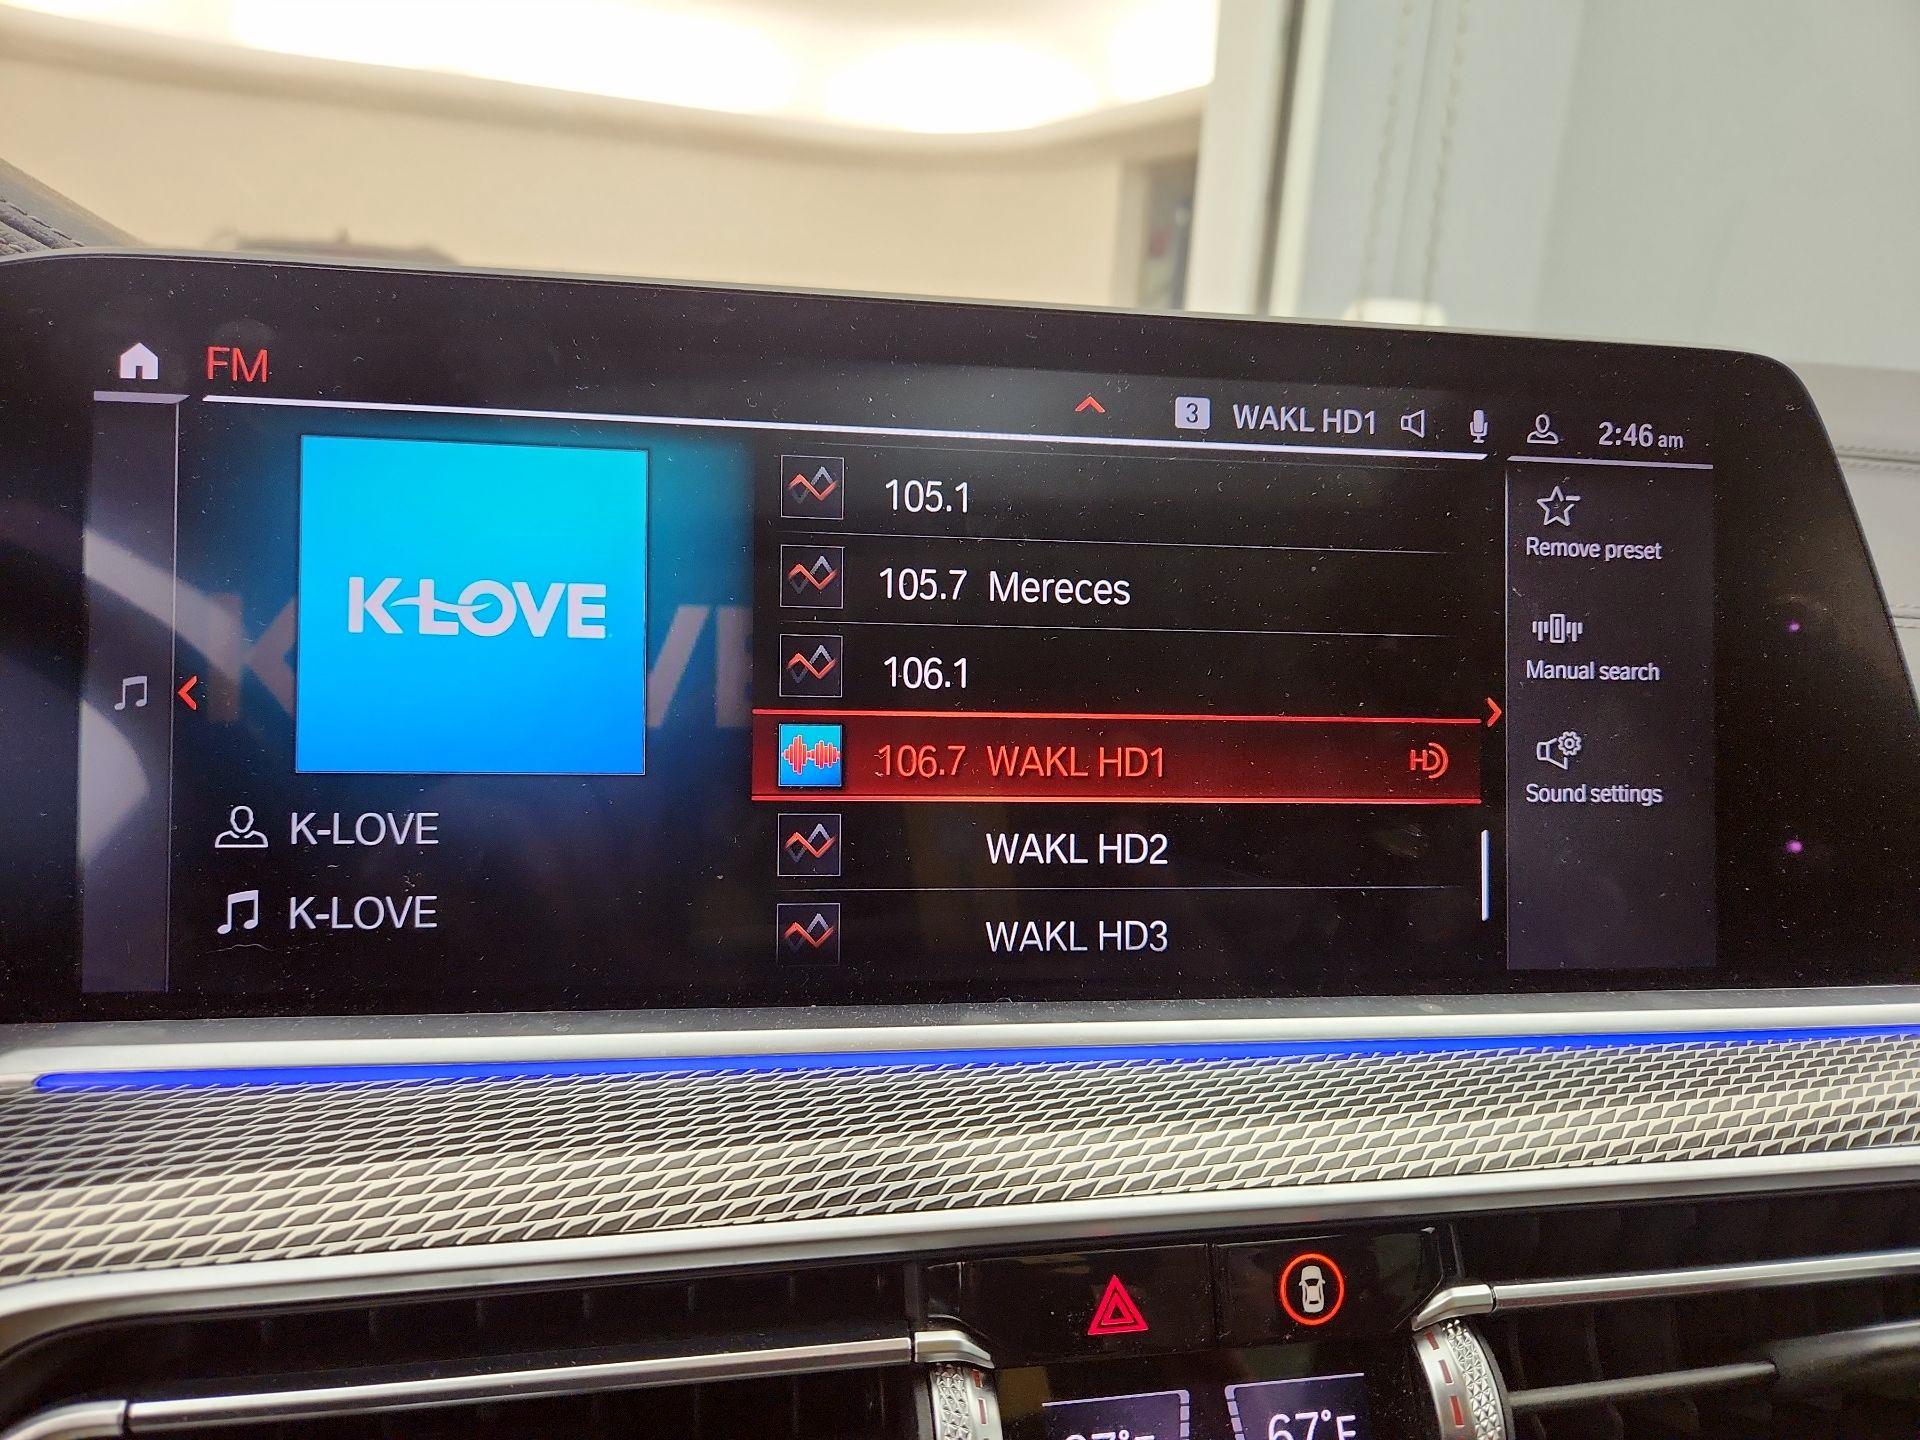 FM
3 WAKL HD1 2:46 am
K-LOVE
K-LOVE
K-LOVE
105.1
105.7 Mereces
106.1
106.7 WAKL HD1 HD
WAKL HD2
WAKL HD3
Remove preset
Manual search
Sound settings
67°F